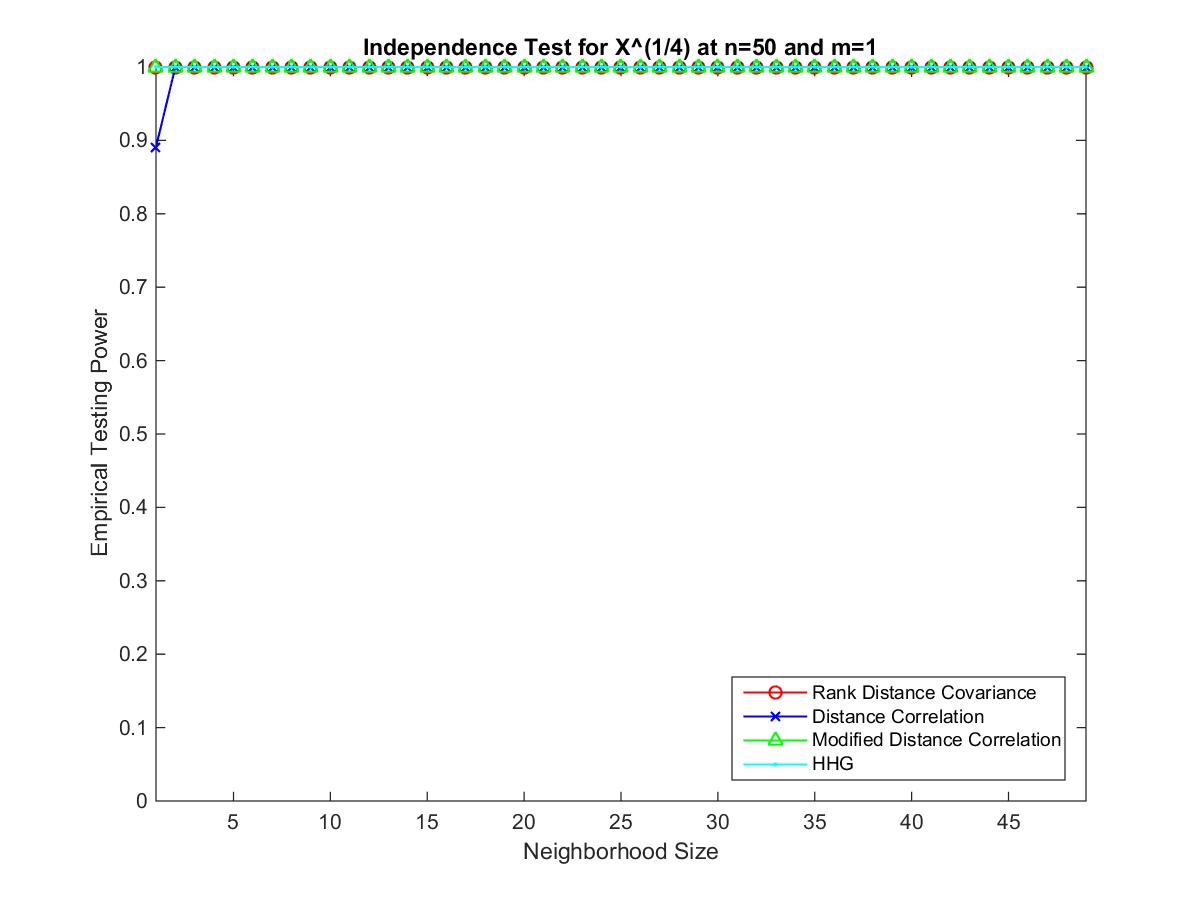 Independence Test for X^(1/4) at n=50 and m=1
1
0.9
0.8
0.7
0.6
0.5
0.4
0.3
0.2
0.1
0
Empirical Testing Power
Rank Distance Covariance
Distance Correlation
Modified Distance Correlation
HHG
5 10 15 20 25 30 35 40 45
Neighborhood Size